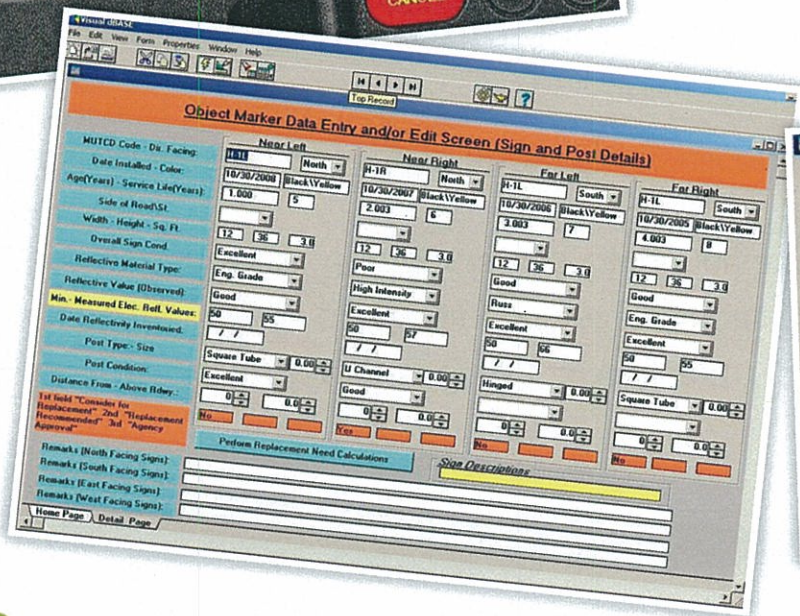 CANCEL
Visual dBASE
File Edit View Form Properties Window Help
Top Record
Object Marker Data Entry and/or Edit Screen (Sign and Post Details)
Near Left Near Right Far Left Far Right
MUTCD Code - Dir. Facing: H-1L North H-1R North H-1L South H-1L South
Date Installed - Color: 10/30/2008 Black\Yellow 10/30/2007 Black\Yellow 10/30/2006 Black\Yellow 10/30/2005 Black\Yellow
Age(Years) - Service Life(Years): 1.000 5 2.003 6 3.003 7 4.003 8
Side of Road\St.
Width - Height - Sq. Ft. 12 36 3.0 12 36 3.0 12 36 3.0 12 36 3.0
Overall Sign Cond. Excellent Poor Good Good
Reflective Material Type: Eng. Grade High Intensity Russ Eng. Grade
Reflective Value (Observed): Good Excellent Excellent Excellent
Min.- Measured Elec. Refl. Values: 50 55 50 57 50 66 50 55
Date Reflectivity Inventoried: / / / / / / / /
Post Type:- Size Square Tube 0.00 U Channel 0.00 Hinged 0.00 Square Tube 0.00
Post Condition: Excellent Good
Distance From - Above Rdwy.: 0 0.0 0 0.0 0 0.0 0 0.0
1st field "Consider for
Replacement" 2nd "Replacement
Recommended" 3rd "Agency
Approval"
No Yes No No
Perform Replacement Need Calculations
Sign Descriptions
Remarks (North Facing Signs):
Remarks (South Facing Signs):
Remarks (East Facing Signs):
Remarks (West Facing Signs):
Home Page Detail Page